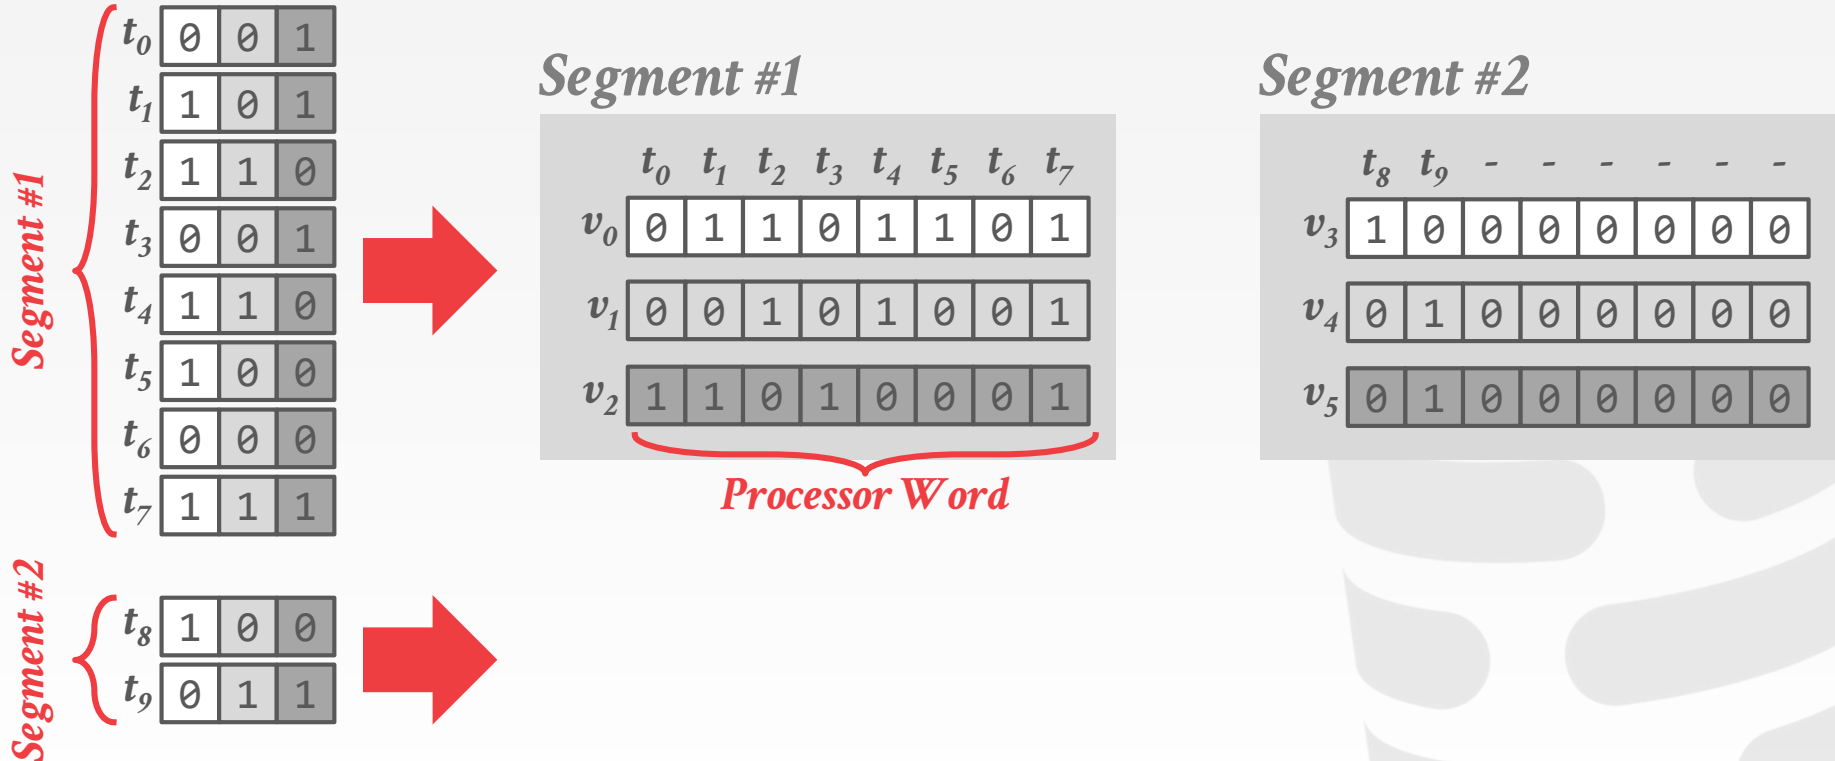 Segment #1
t0 0 0 1
t1 1 0 1
t2 1 1 0
t3 0 0 1
t4 1 1 0
t5 1 0 0
t6 0 0 0
t7 1 1 1
Segment #2
t8 1 0 0
t9 0 1 1
Segment #1
t0 t1 t2 t3 t4 t5 t6 t7
v0 0 1 1 0 1 1 0 1
v1 0 0 1 0 1 0 0 1
v2 1 1 0 1 0 0 0 1
Processor Word
Segment #2
t8 t9 - - - - - -
v3 1 0 0 0 0 0 0 0
v4 0 1 0 0 0 0 0 0
v5 0 1 0 0 0 0 0 0